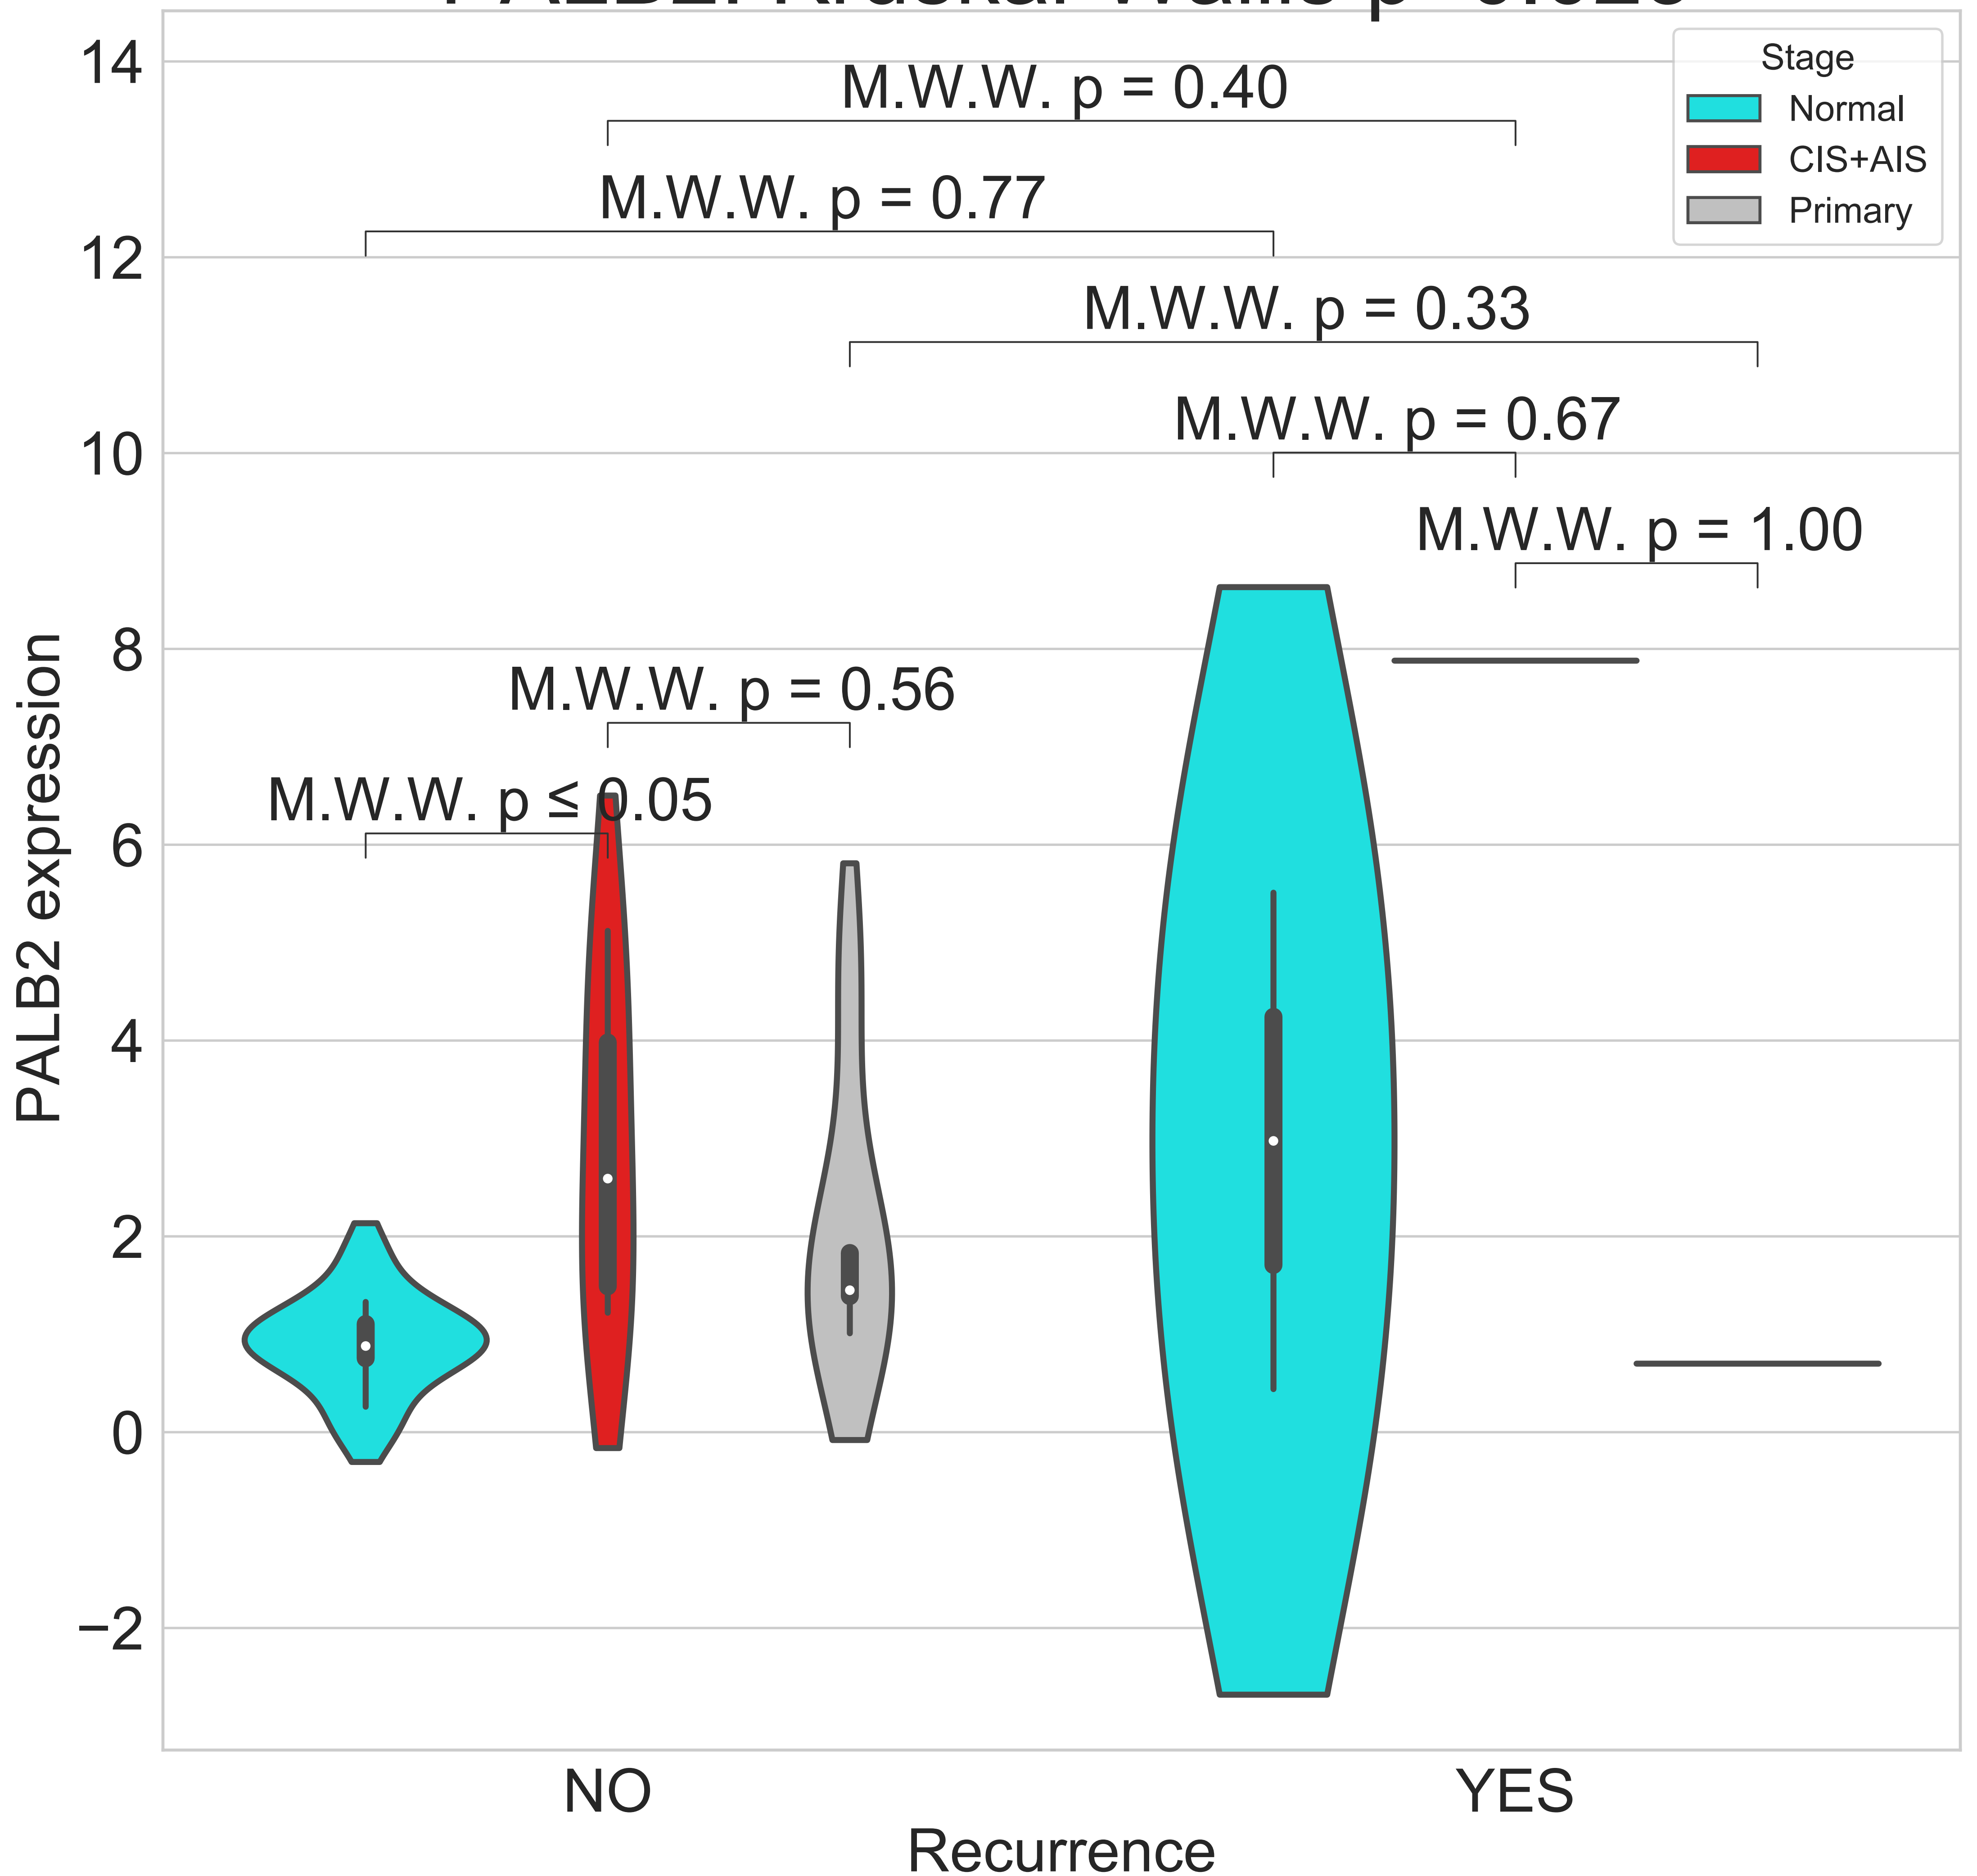 14
12
10
8
6
4
2
0
−2
PALB2 expression
M.W.W. p = 0.40
M.W.W. p = 0.77
M.W.W. p = 0.33
M.W.W. p = 0.67
M.W.W. p = 1.00
M.W.W. p = 0.56
M.W.W. p ≤ 0.05
Stage
Normal
CIS+AIS
Primary
NO
YES
Recurrence